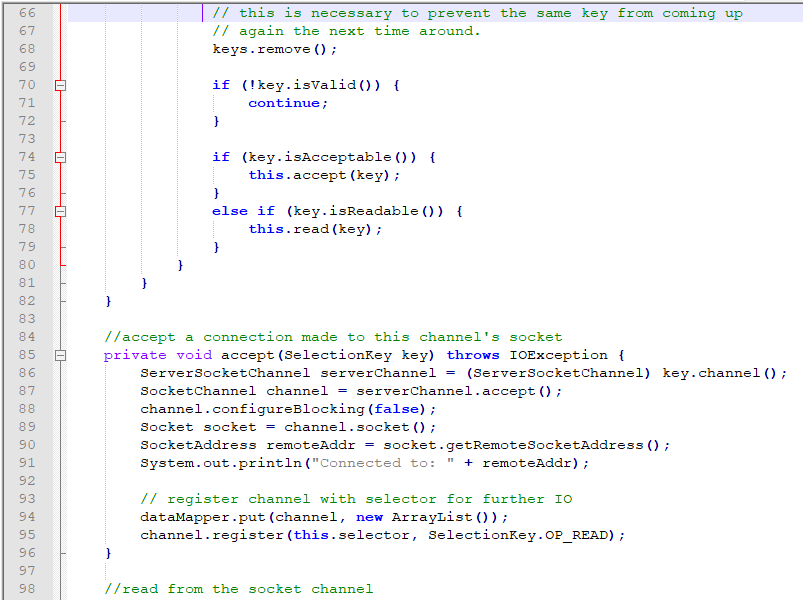 66 // this is necessary to prevent the same key from coming up
67 // again the next time around.
68 keys.remove();
69
70 if (!key.isValid()) {
71 continue;
72 }
73
74 if (key.isAcceptable()) {
75 this.accept(key);
76 }
77 else if (key.isReadable()) {
78 this.read(key);
79 }
80 }
81 }
82 }
83
84 //accept a connection made to this channel's socket
85 private void accept(SelectionKey key) throws IOException {
86 ServerSocketChannel serverChannel = (ServerSocketChannel) key.channel();
87 SocketChannel channel = serverChannel.accept();
88 channel.configureBlocking(false);
89 Socket socket = channel.socket();
90 SocketAddress remoteAddr = socket.getRemoteSocketAddress();
91 System.out.println("Connected to: " + remoteAddr);
92
93 // register channel with selector for further IO
94 dataMapper.put(channel, new ArrayList());
95 channel.register(this.selector, SelectionKey.OP_READ);
96 }
97
98 //read from the socket channel